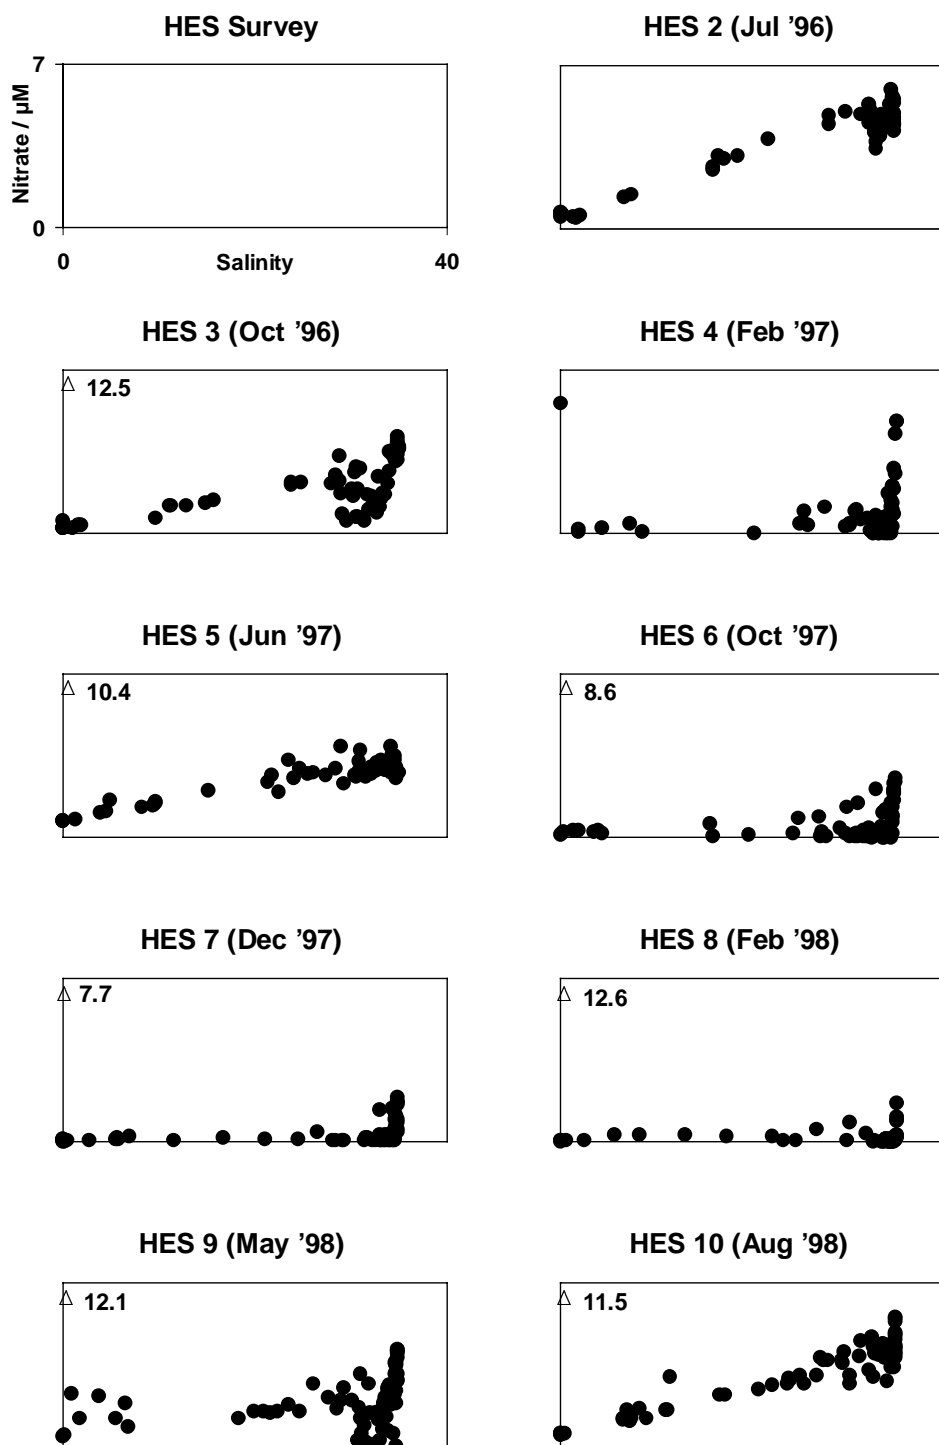 HES Survey
7
Nitrate / µM
0
0
Salinity
40
HES 2 (Jul ’96)
HES 3 (Oct ’96)
12.5
HES 4 (Feb ’97)
HES 5 (Jun ’97)
10.4
HES 6 (Oct ’97)
8.6
HES 7 (Dec ’97)
7.7
HES 8 (Feb ’98)
12.6
HES 9 (May ’98)
12.1
HES 10 (Aug ’98)
11.5